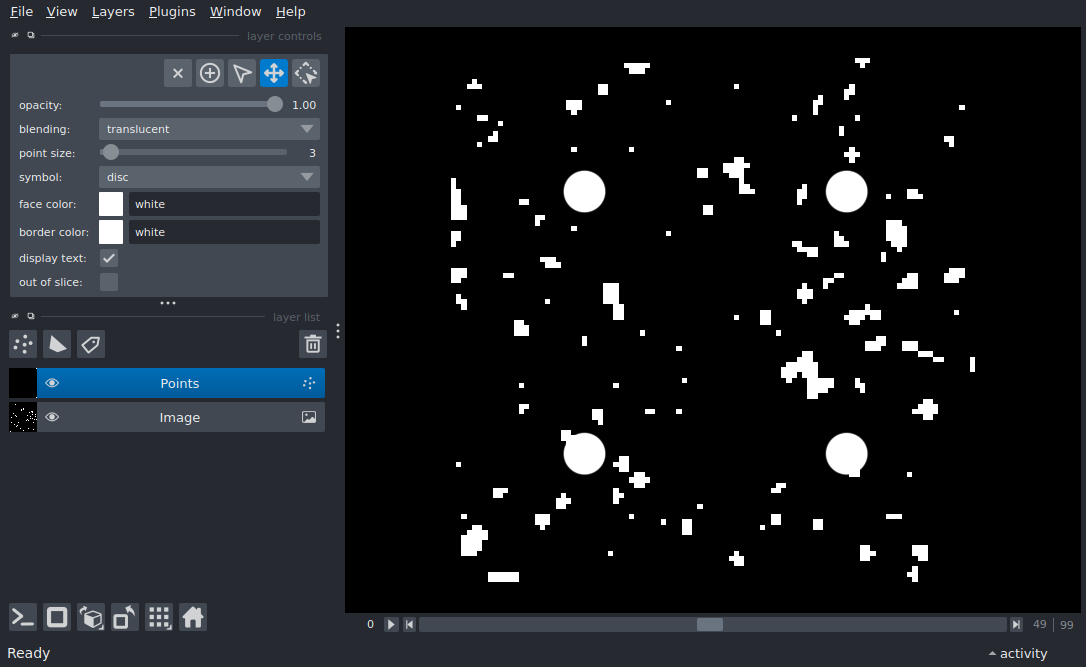 File View Layers Plugins Window Help
layer controls
opacity: 1.00
blending: translucent
point size: 3
symbol: disc
face color: white
border color: white
display text:
out of slice:
layer list
Points
Image
0 49 99
Ready activity